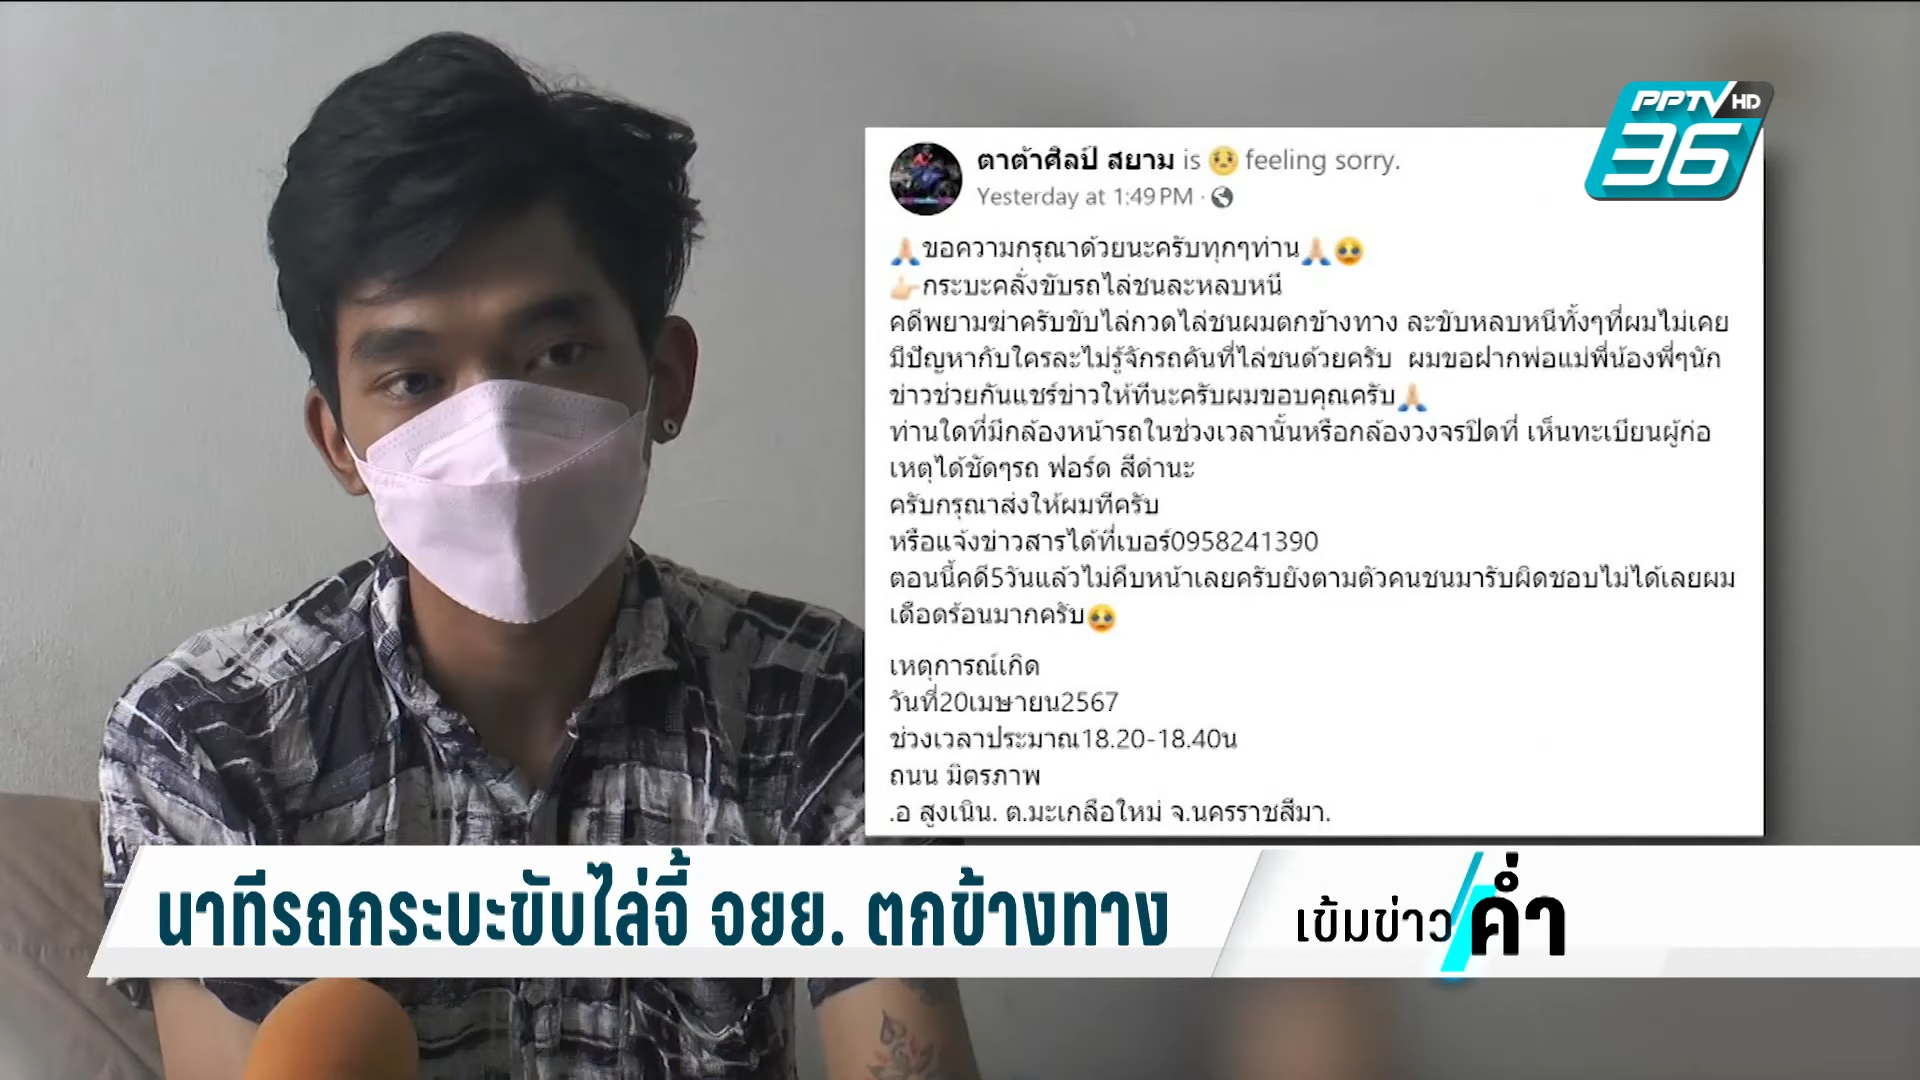 PPTV HD
36
ตาต้าศิลป์ สยาม is 😟 feeling sorry.
Yesterday at 1:49 PM ·
🙏ขอความกรุณาด้วยนะครับทุกๆท่าน🙏🥹
👉กระบะคลั่งขับรถไล่ชนละหลบหนี
คดีพยามฆ่าครับขับไล่กวดไล่ชนผมตกข้างทาง ละขับหลบหนีทั้งๆที่ผมไม่เคย
มีปัญหากับใครละไม่รู้จักรถคันที่ไล่ชนด้วยครับ ผมขอฝากพ่อแม่พี่น้องพี่ๆนัก
ข่าวช่วยกันแชร์ข่าวให้ทีนะครับผมขอบคุณครับ🙏
ท่านใดที่มีกล้องหน้ารถในช่วงเวลานั้นหรือกล้องวงจรปิดที่ เห็นทะเบียนผู้ก่อ
เหตุได้ชัดๆรถ ฟอร์ด สีดำนะ
ครับกรุณาส่งให้ผมทีครับ
หรือแจ้งข่าวสารได้ที่เบอร์0958241390
ตอนนี้คดี5วันแล้วไม่คืบหน้าเลยครับยังตามตัวคนชนมารับผิดชอบไม่ได้เลยผม
เดือดร้อนมากครับ🥹
เหตุการณ์เกิด
วันที่20เมษายน2567
ช่วงเวลาประมาณ18.20-18.40น
ถนน มิตรภาพ
.อ สูงเนิน. ต.มะเกลือใหม่ จ.นครราชสีมา.
นาทีรถกระบะขับไล่จี้ จยย. ตกข้างทาง
เข้มข่าวค่ำ